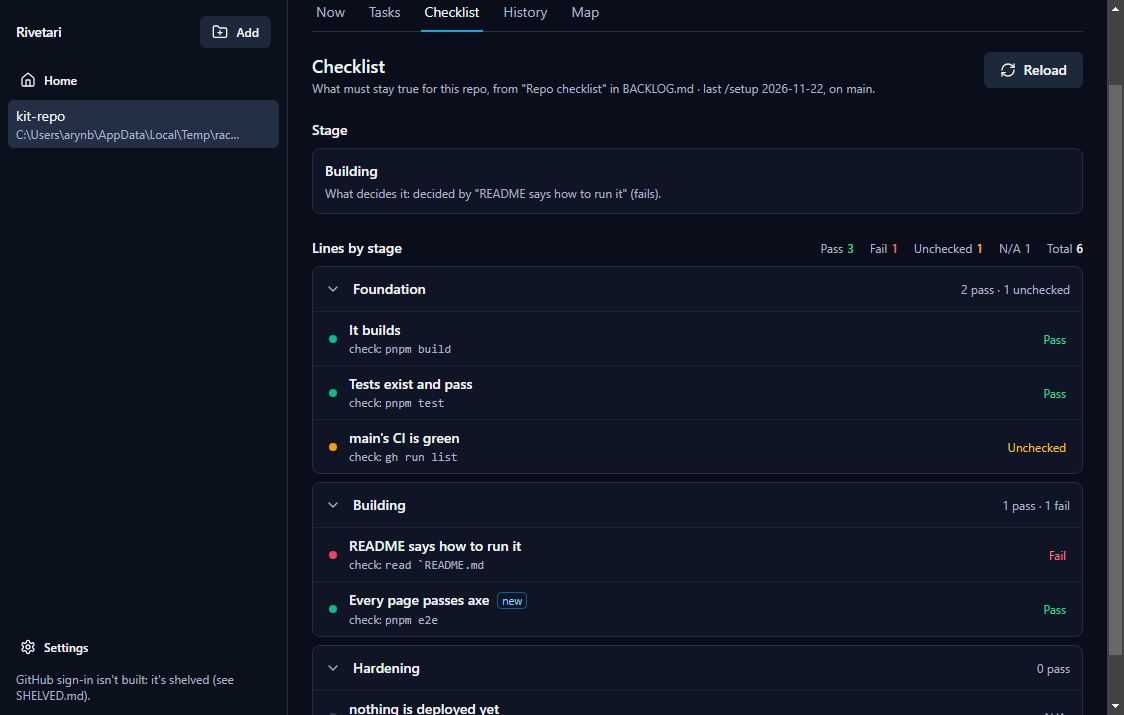 Rivetari
Add
Home
kit-repo
C:\Users\arynb\AppData\Local\Temp\rac...
Settings
GitHub sign-in isn't built: it's shelved (see
SHELVED.md).
Now Tasks Checklist History Map
Checklist
Reload
What must stay true for this repo, from "Repo checklist" in BACKLOG.md · last /setup 2026-11-22, on main.
Stage
Building
What decides it: decided by "README says how to run it" (fails).
Lines by stage
Pass 3 Fail 1 Unchecked 1 N/A 1 Total 6
Foundation
2 pass · 1 unchecked
It builds
check: pnpm build
Pass
Tests exist and pass
check: pnpm test
Pass
main's CI is green
check: gh run list
Unchecked
Building
1 pass · 1 fail
README says how to run it
check: read `README.md
Fail
Every page passes axe new
check: pnpm e2e
Pass
Hardening
0 pass
nothing is deployed yet